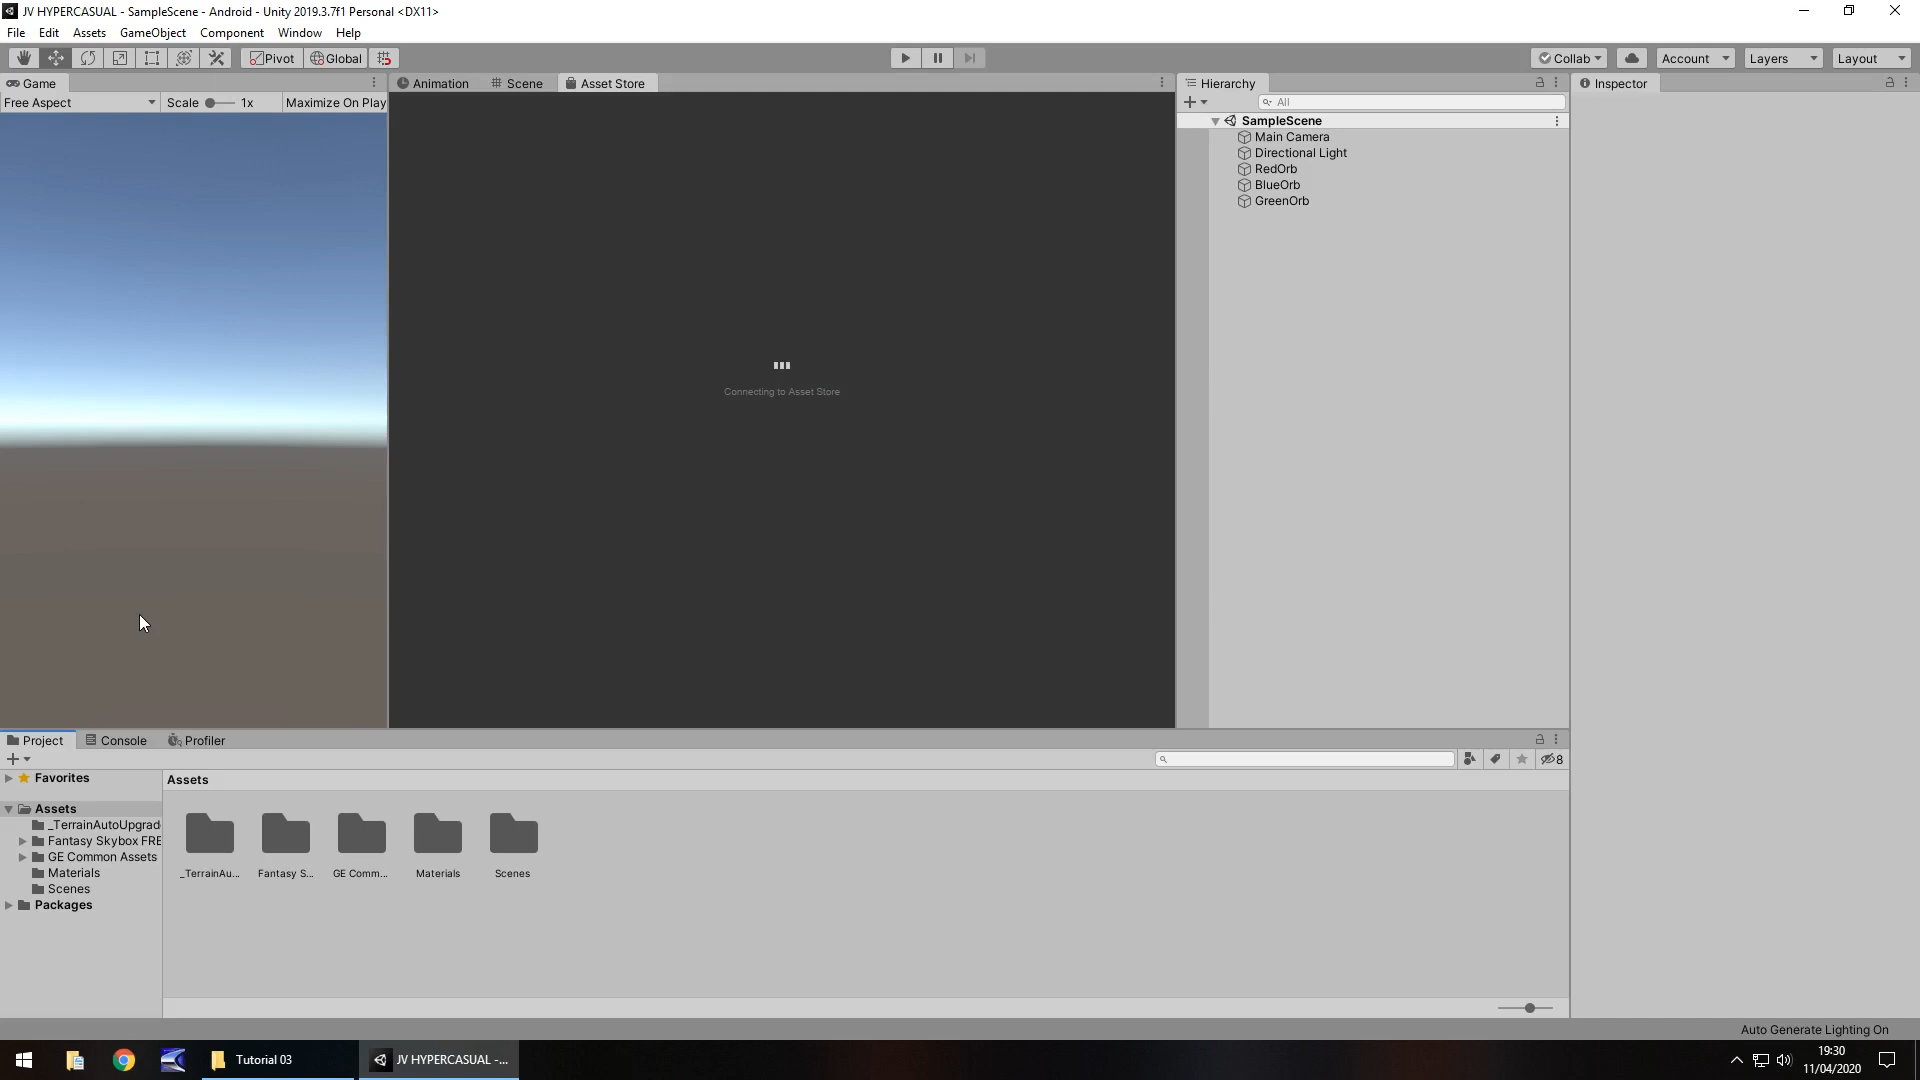 JV HYPERCASUAL - SampleScene - Android - Unity 2019.3.7f1 Personal <DX11>
File Edit Assets GameObject Component Window Help
Pivot Global Collab Account Layers Layout
Game Animation Scene Asset Store Hierarchy Inspector
Free Aspect Scale 1x Maximize On Play All
SampleScene
Main Camera
Directional Light
RedOrb
BlueOrb
GreenOrb
Connecting to Asset Store
Project Console Profiler
8
Favorites
Assets
Assets
_TerrainAutoUpgrad
Fantasy Skybox FRE
GE Common Assets
Materials
Scenes
Packages
_TerrainAu... Fantasy S... GE Comm... Materials Scenes
Auto Generate Lighting On
Tutorial 03 JV HYPERCASUAL -...
19:30
11/04/2020